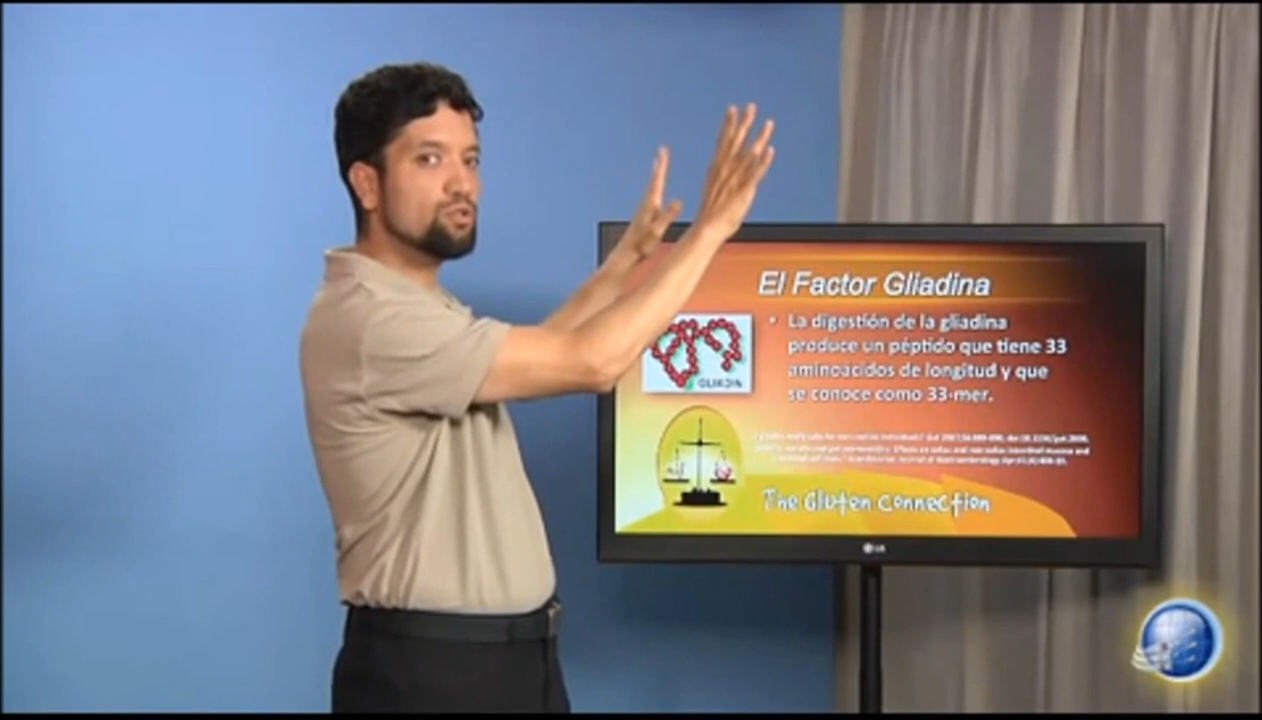 El Factor Gliadina
• La digestión de la gliadina
produce un péptido que tiene 33
aminoácidos de longitud y que
se conoce como 33-mer.
GLIADIN
The Gluten Connection
LG